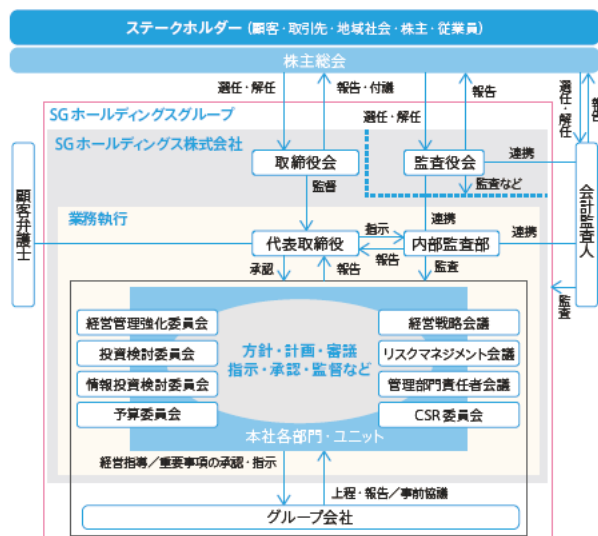 ステークホルダー（顧客・取引先・地域社会・株主・従業員）
株主総会
選任・解任
報告・付議
選任・解任
報告
選任・解任
報告
SGホールディングスグループ
SGホールディングス株式会社
取締役会
監査役会
連携
監督
監査など
顧客弁護士
会計監査人
業務執行
連携
代表取締役
指示
報告
内部監査部
連携
承認
報告
監査
監査
経営管理強化委員会
投資検討委員会
情報投資検討委員会
予算委員会
方針・計画・審議
指示・承認・監督など
経営戦略会議
リスクマネジメント会議
管理部門責任者会議
CSR委員会
本社各部門・ユニット
経営指導／重要事項の承認・指示
上程・報告／事前協議
グループ会社